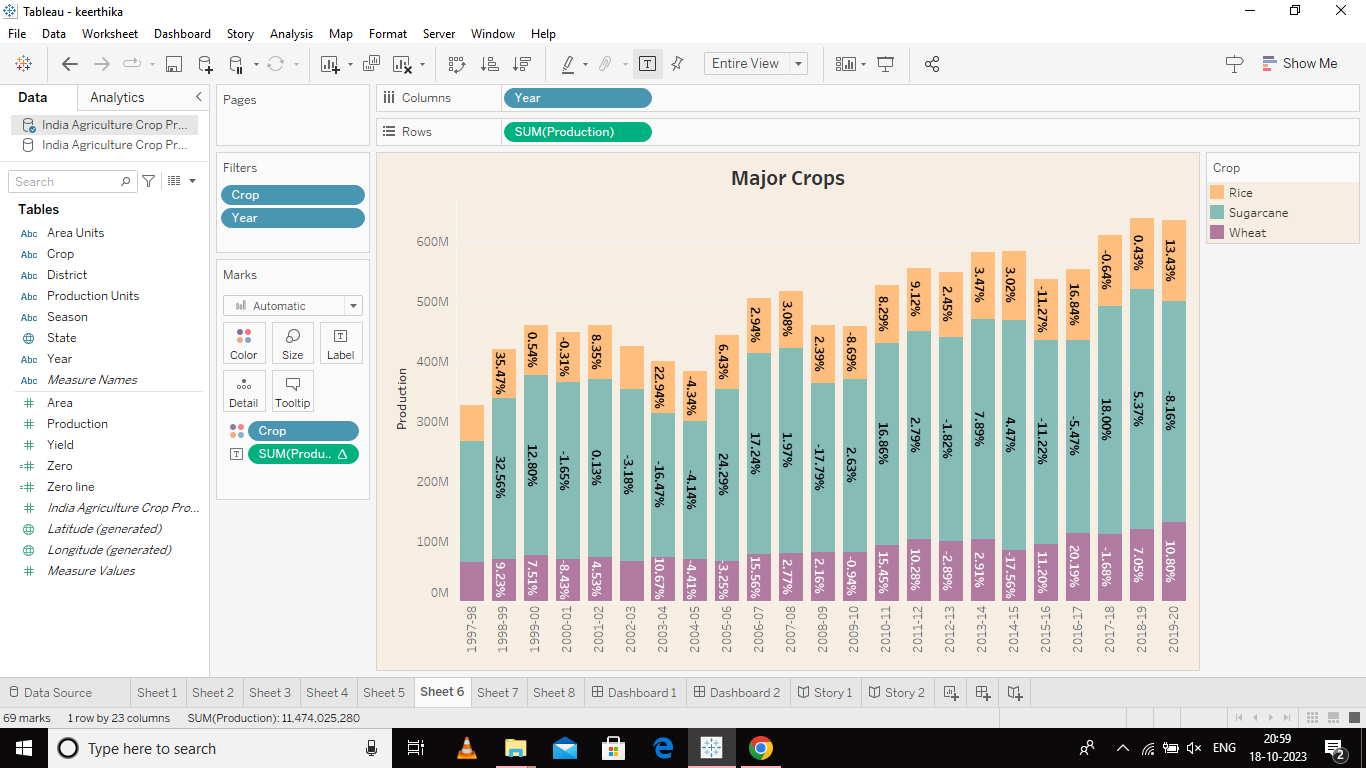 Tableau - keerthika
File Data Worksheet Dashboard Story Analysis Map Format Server Window Help
Entire View
Show Me
Data Analytics
India Agriculture Crop Pr...
India Agriculture Crop Pr...
Search
Tables
Abc Area Units
Abc Crop
Abc District
Abc Production Units
Abc Season
State
Abc Year
Abc Measure Names
Area
Production
Yield
Zero
Zero line
India Agriculture Crop Pro...
Latitude (generated)
Longitude (generated)
Measure Values
Pages
Filters
Crop
Year
Marks
Automatic
Color Size Label
Detail Tooltip
Crop
SUM(Produ.. Δ
Columns Year
Rows SUM(Production)
Major Crops
Production
600M
500M
400M
300M
200M
100M
0M
35.47% 0.54% -0.31% 8.35% 22.94% -4.34% 6.43% 2.94% 3.08% 2.39% -8.69% 8.29% 9.12% 2.45% 3.47% 3.02% -11.27% 16.84% -0.64% 0.43% 13.43%
32.56% 12.80% -1.65% 0.13% -3.18% -16.47% -4.14% 24.29% 17.24% 1.97% -17.79% 2.63% 16.86% 2.79% -1.82% 7.89% 4.47% -11.22% -5.47% 18.00% 5.37% -8.16%
9.23% 7.51% -8.43% 4.53% 10.67% -4.41% -3.25% 15.56% 2.77% 2.16% -0.94% 15.45% 10.28% -2.89% 2.91% -17.56% 11.20% 20.19% -1.68% 7.05% 10.80%
1997-98 1998-99 1999-00 2000-01 2001-02 2002-03 2003-04 2004-05 2005-06 2006-07 2007-08 2008-09 2009-10 2010-11 2011-12 2012-13 2013-14 2014-15 2015-16 2016-17 2017-18 2018-19 2019-20
Crop
Rice
Sugarcane
Wheat
Data Source Sheet 1 Sheet 2 Sheet 3 Sheet 4 Sheet 5 Sheet 6 Sheet 7 Sheet 8 Dashboard 1 Dashboard 2 Story 1 Story 2
69 marks 1 row by 23 columns SUM(Production): 11,474,025,280
Type here to search
ENG
20:59
18-10-2023
2